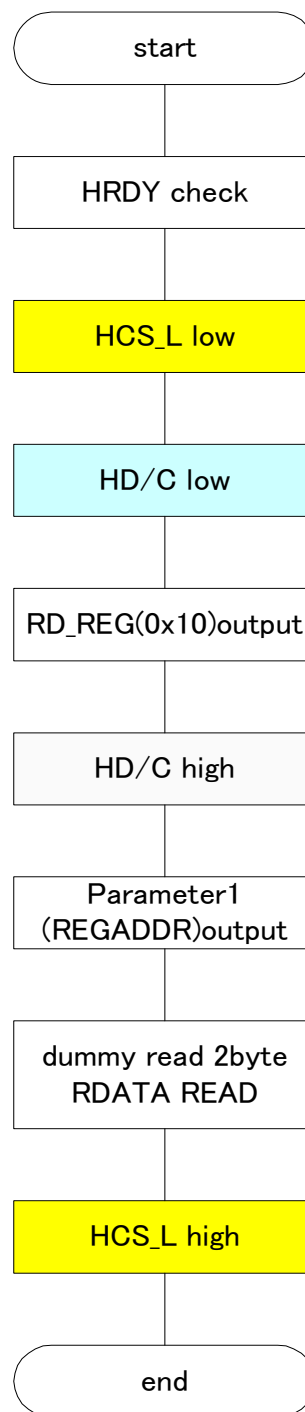 start
HRDY check
HCS_L low
HD/C low
RD_REG(0x10)output
HD/C high
Parameter1
(REGADDR)output
dummy read 2byte
RDATA READ
HCS_L high
end